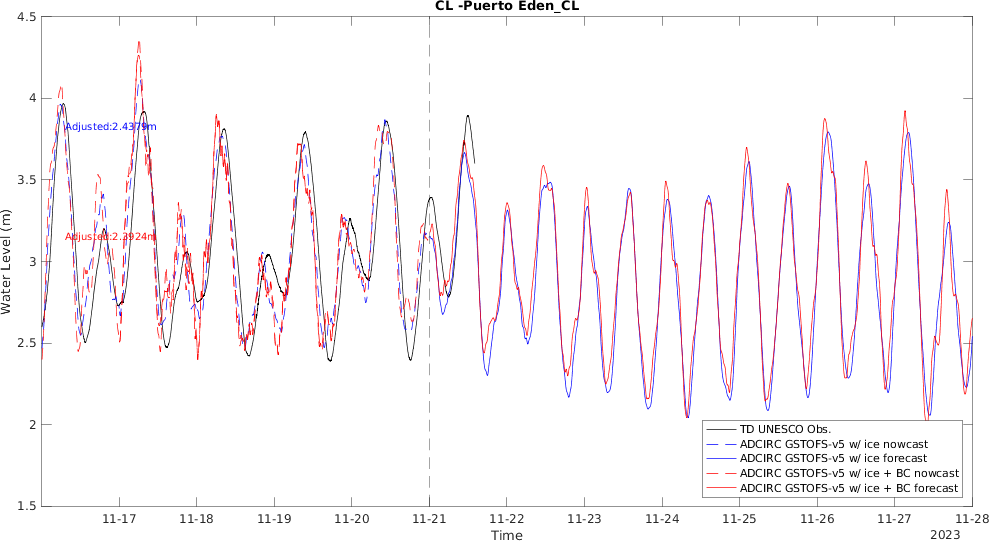 CL -Puerto Eden_CL
4.5
4
3.5
3
2.5
2
1.5
Water Level (m)
Adjusted:2.4379m
Adjusted:2.3924m
TD UNESCO Obs.
ADCIRC GSTOFS-v5 w/ ice nowcast
ADCIRC GSTOFS-v5 w/ ice forecast
ADCIRC GSTOFS-v5 w/ ice + BC nowcast
ADCIRC GSTOFS-v5 w/ ice + BC forecast
11-17 11-18 11-19 11-20 11-21 11-22 11-23 11-24 11-25 11-26 11-27 11-28
Time
2023